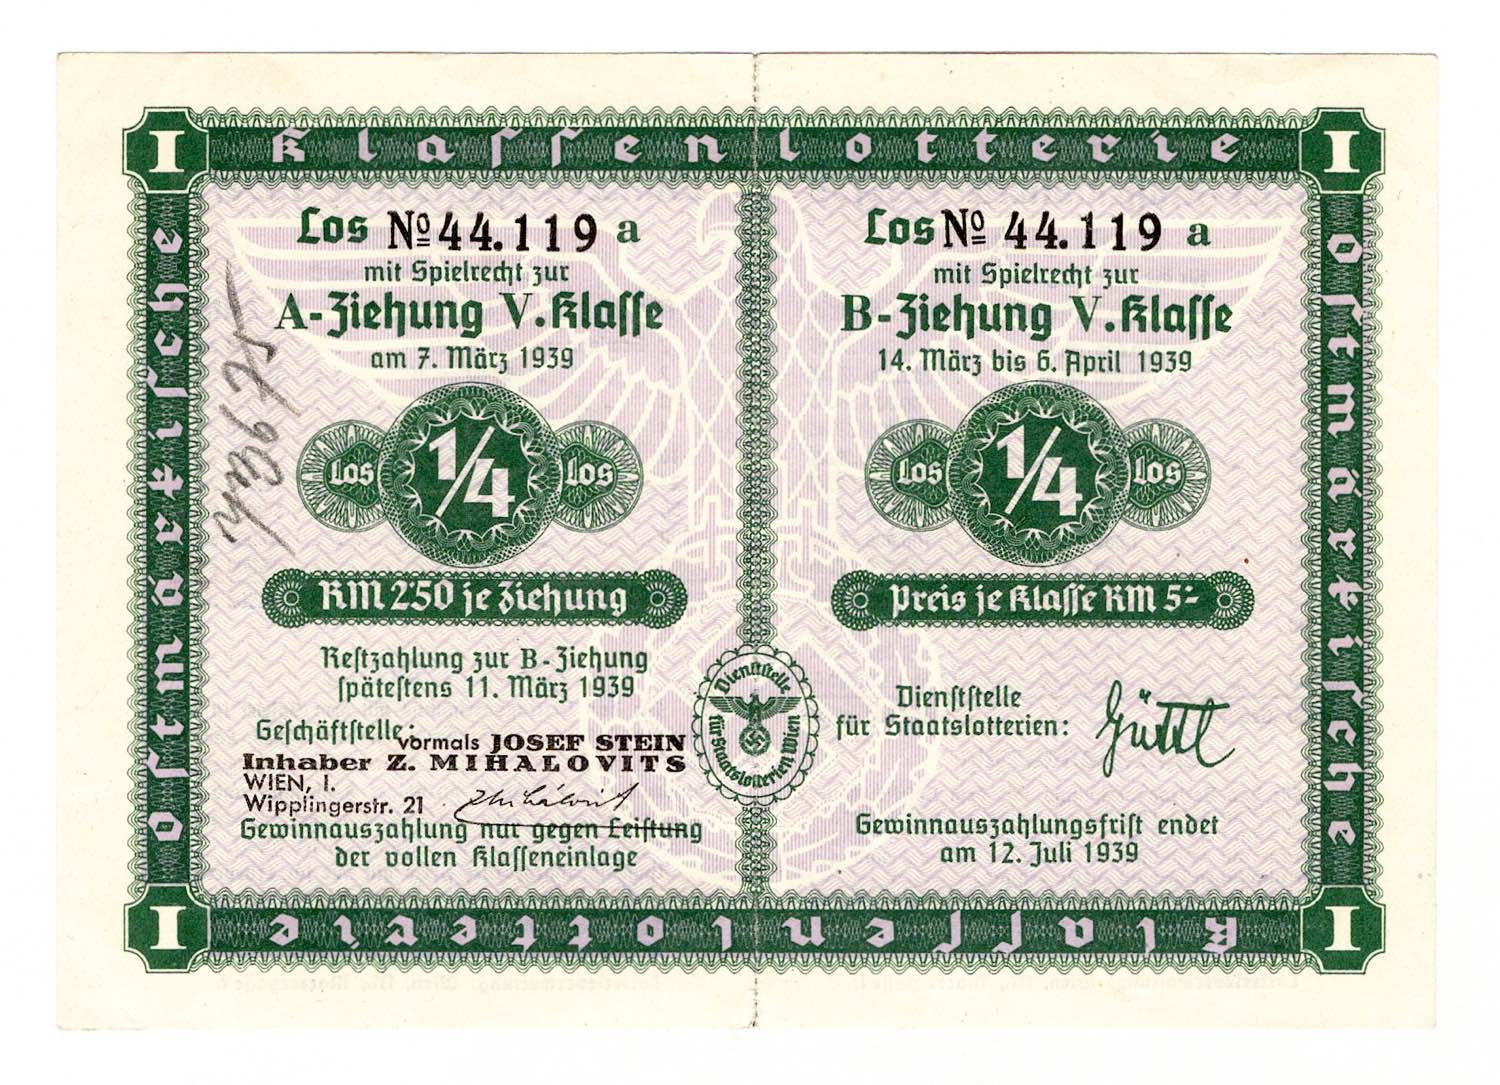 I Klassenlotterie I
Ostmärkische
Ostmärkische
Los № 44.119 a
mit Spielrecht zur
A-Ziehung V. Klasse
am 7. März 1939
Los 1/4 Los
RM 2'50 je Ziehung
Restzahlung zur B-Ziehung
spätestens 11. März 1939
Geschäftstelle:
vormals JOSEF STEIN
Inhaber Z. MIHALOVITS
WIEN, I.
Wipplingerstr. 21
Gewinnauszahlung nur gegen Leistung
der vollen Klasseneinlage
Dienststelle
für Staatslotterien Wien
Los № 44.119 a
mit Spielrecht zur
B-Ziehung V. Klasse
14. März bis 6. April 1939
Los 1/4 Los
Preis je Klasse RM 5'-
Dienststelle
für Staatslotterien:
Gewinnauszahlungsfrist endet
am 12. Juli 1939
I Klassenlotterie I